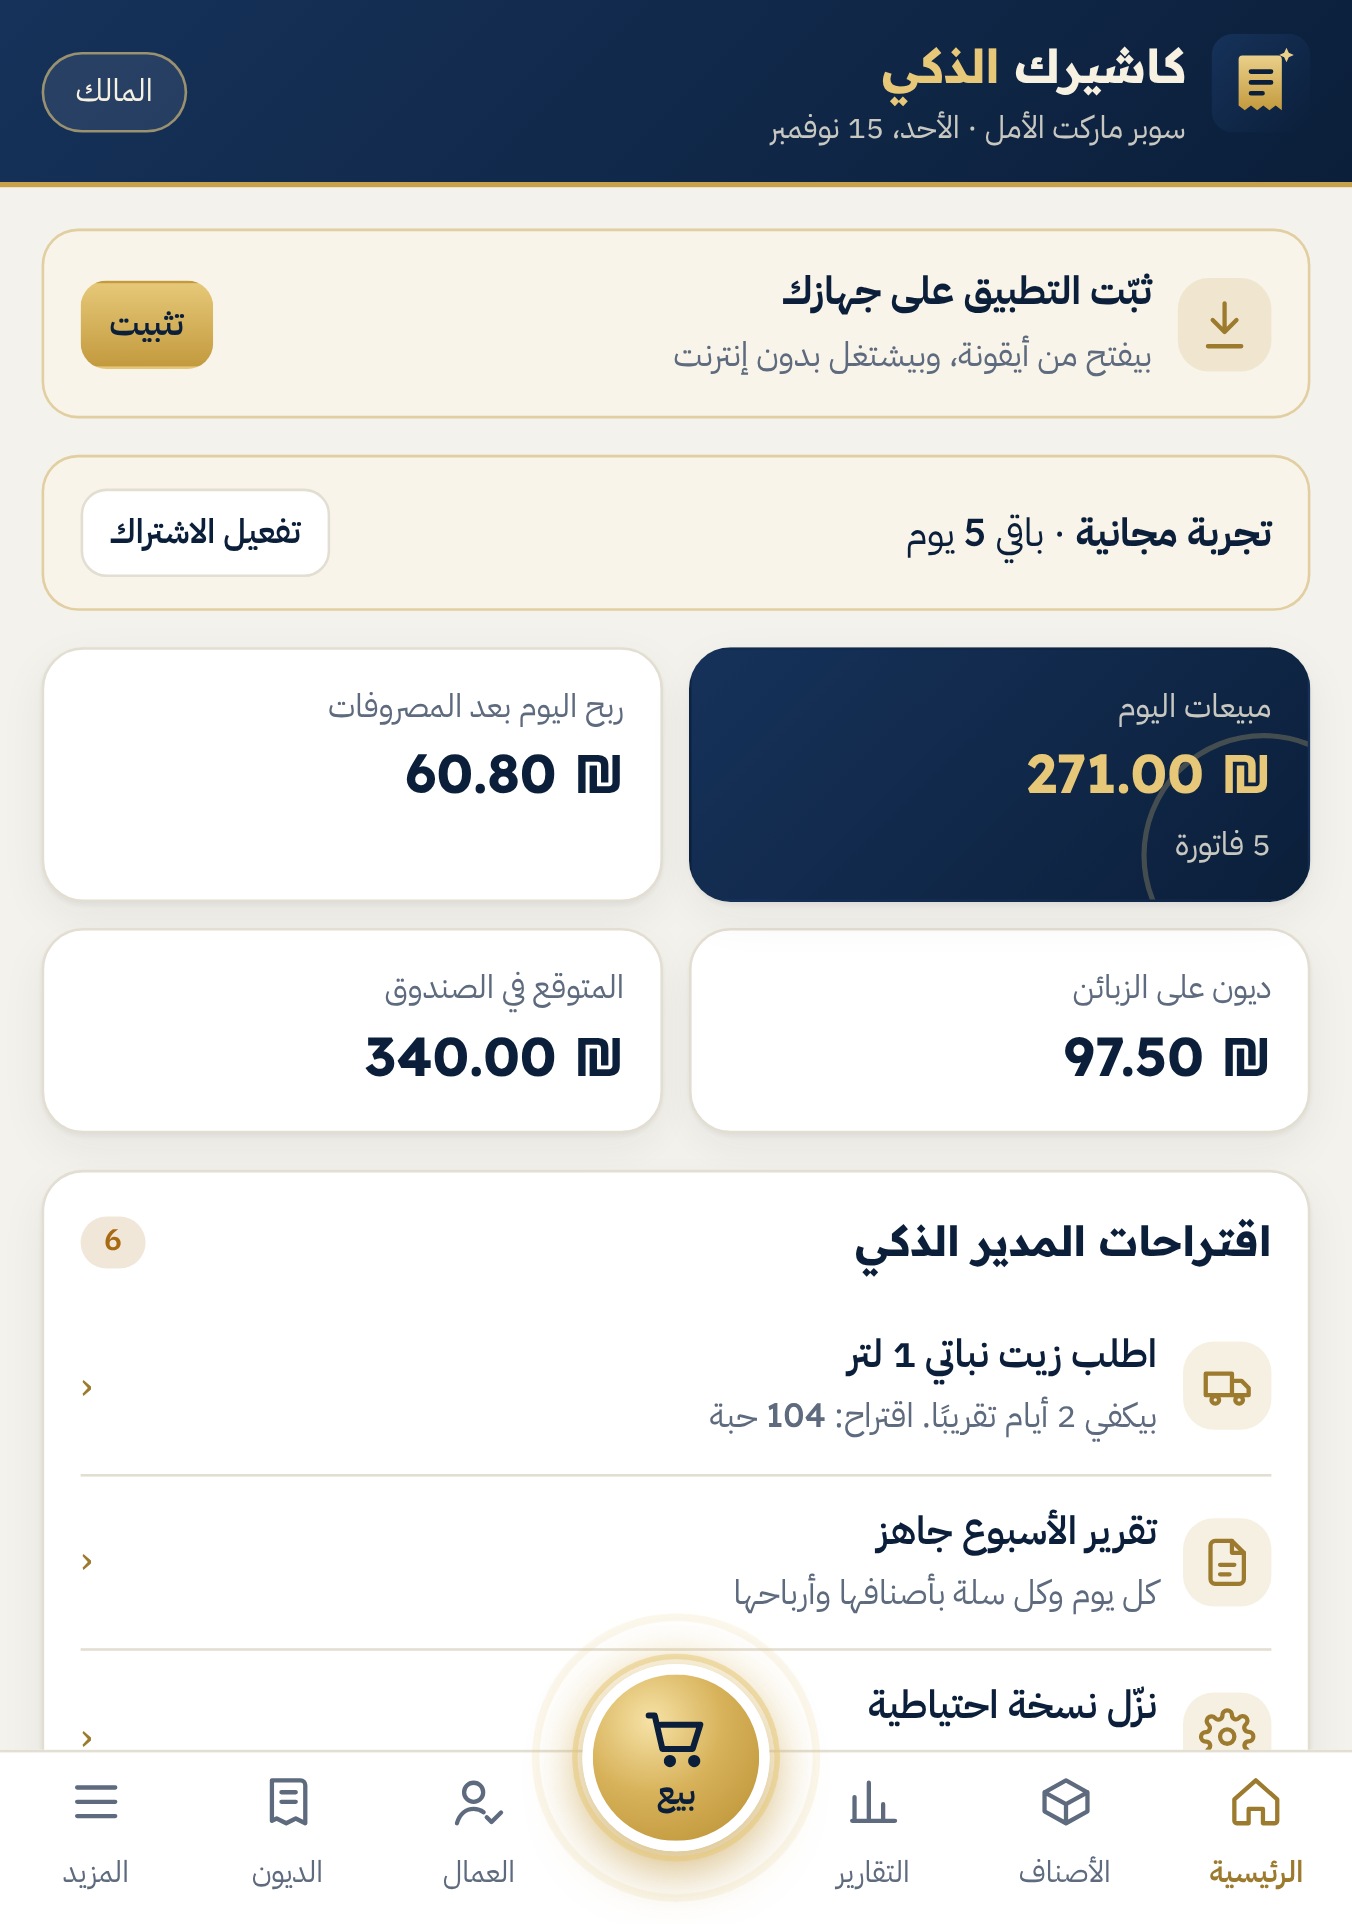 كاشيرك الذكي
سوبر ماركت الأمل · الأحد، 15 نوفمبر
المالك
ثبّت التطبيق على جهازك
بيفتح من أيقونة، وبيشتغل بدون إنترنت
تثبيت
تجربة مجانية · باقي 5 يوم
تفعيل الاشتراك
مبيعات اليوم
₪ 271.00
5 فاتورة
ربح اليوم بعد المصروفات
₪ 60.80
ديون على الزبائن
₪ 97.50
المتوقع في الصندوق
₪ 340.00
اقتراحات المدير الذكي
6
اطلب زيت نباتي 1 لتر
بيكفي 2 أيام تقريبًا. اقتراح: 104 حبة
تقرير الأسبوع جاهز
كل يوم وكل سلة بأصنافها وأرباحها
نزّل نسخة احتياطية
الرئيسية
الأصناف
التقارير
بيع
العمال
الديون
المزيد